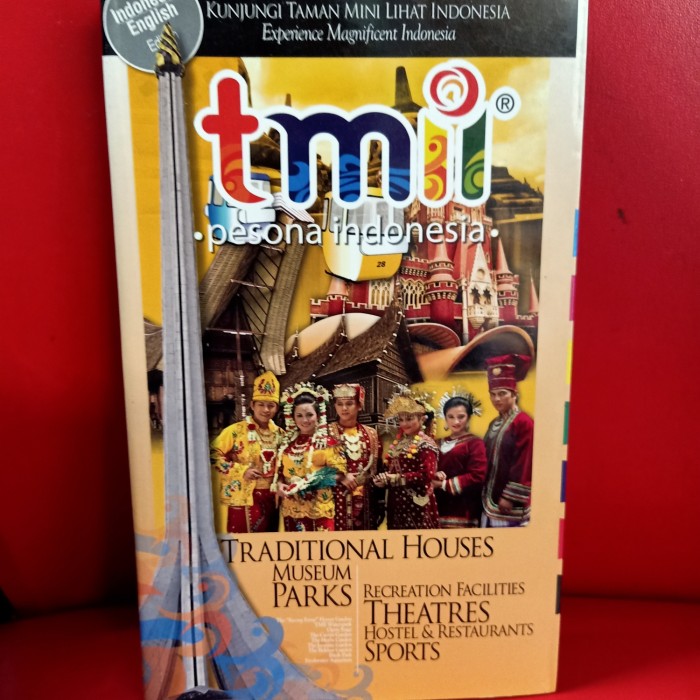 Indonesia
English
KUNJUNGI TAMAN MINI LIHAT INDONESIA
Experience Magnificent Indonesia
tmii ®
• pesona indonesia •
28
TRADITIONAL HOUSES
MUSEUM
PARKS
RECREATION FACILITIES
THEATRES
HOSTEL & RESTAURANTS
SPORTS